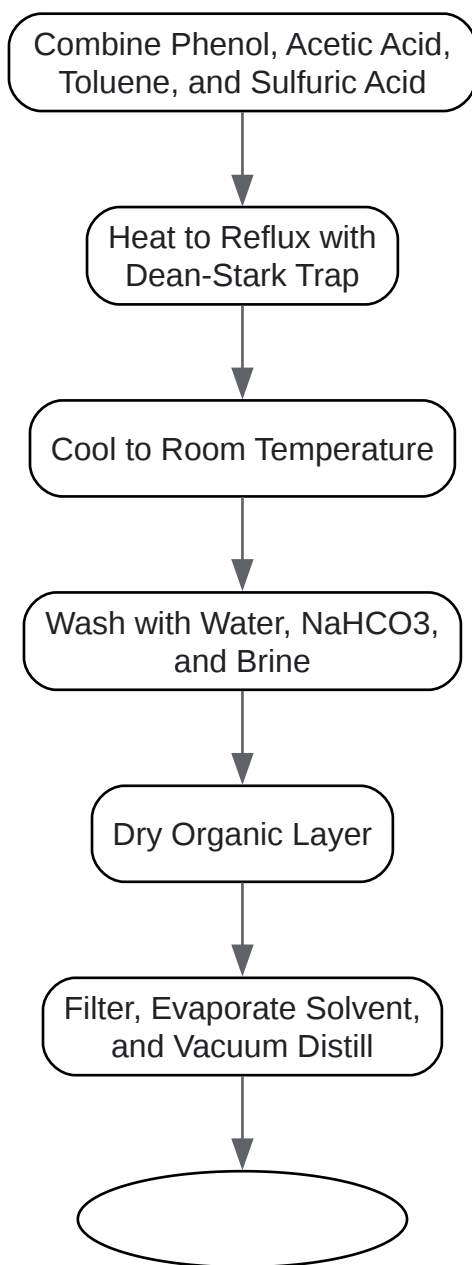 Combine Phenol, Acetic Acid,
Toluene, and Sulfuric Acid
Heat to Reflux with
Dean-Stark Trap
Cool to Room Temperature
Wash with Water, NaHCO3,
and Brine
Dry Organic Layer
Filter, Evaporate Solvent,
and Vacuum Distill